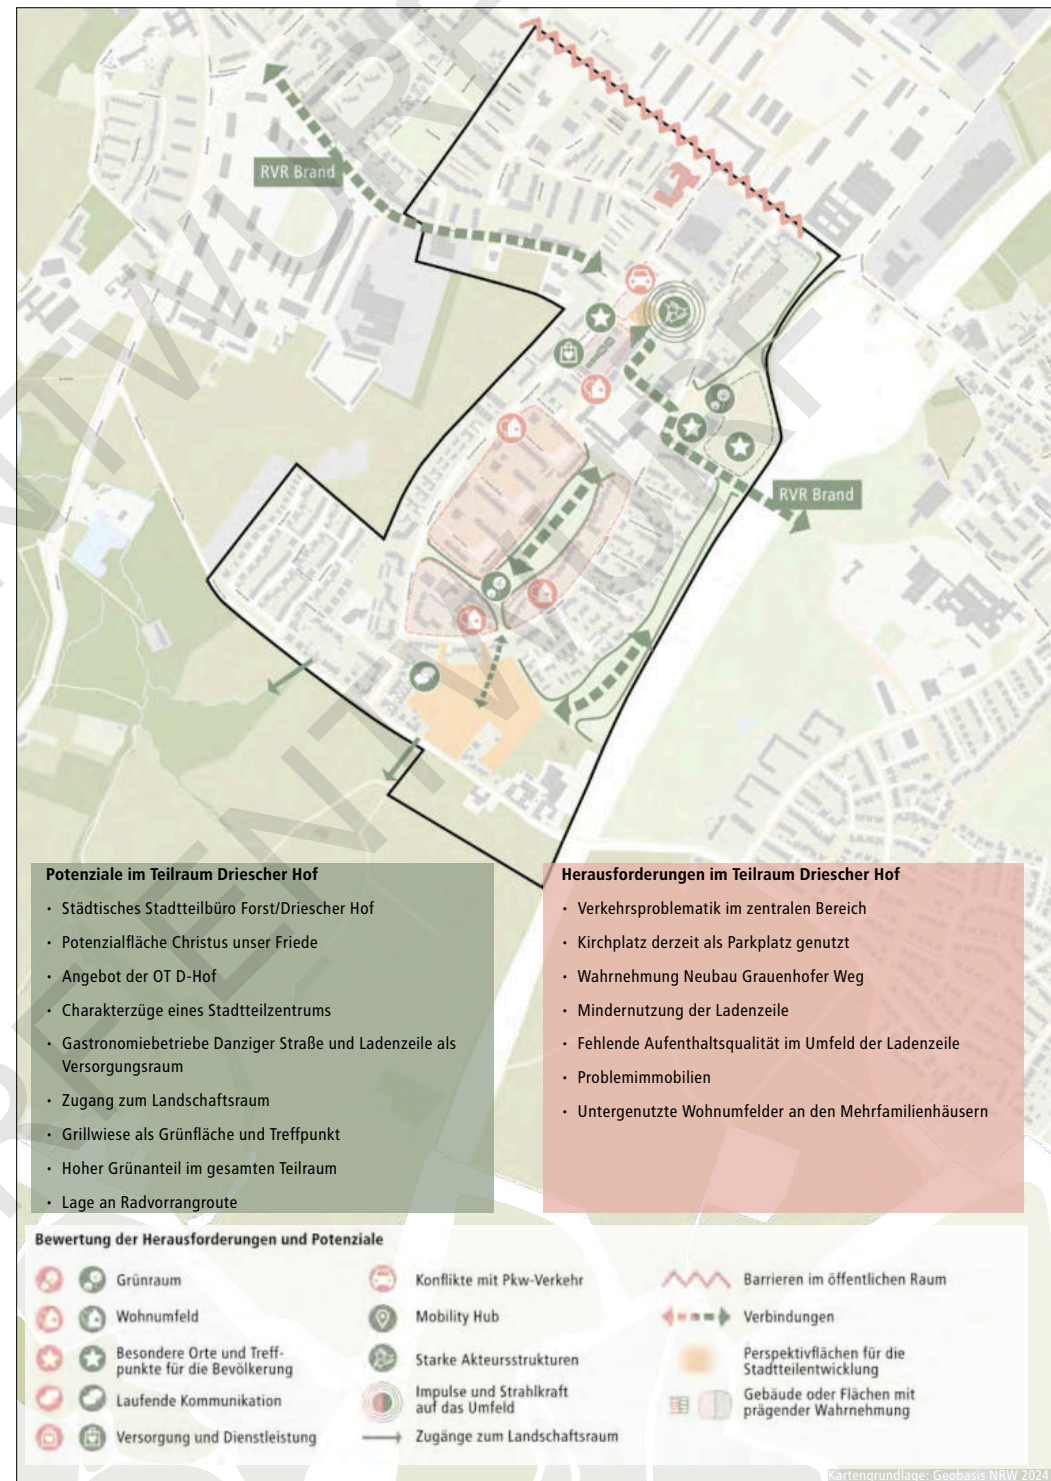 RVR Brand
RVR Brand
Potenziale im Teilraum Driescher Hof
• Städtisches Stadtteilbüro Forst/Driescher Hof
• Potenzialfläche Christus unser Friede
• Angebot der OT D-Hof
• Charakterzüge eines Stadtteilzentrums
• Gastronomiebetriebe Danziger Straße und Ladenzeile als
Versorgungsraum
• Zugang zum Landschaftsraum
• Grillwiese als Grünfläche und Treffpunkt
• Hoher Grünanteil im gesamten Teilraum
• Lage an Radvorrangroute
Herausforderungen im Teilraum Driescher Hof
• Verkehrsproblematik im zentralen Bereich
• Kirchplatz derzeit als Parkplatz genutzt
• Wahrnehmung Neubau Grauenhofer Weg
• Mindernutzung der Ladenzeile
• Fehlende Aufenthaltsqualität im Umfeld der Ladenzeile
• Problemimmobilien
• Untergenutzte Wohnumfelder an den Mehrfamilienhäusern
Bewertung der Herausforderungen und Potenziale
Grünraum
Wohnumfeld
Besondere Orte und Treff-
punkte für die Bevölkerung
Laufende Kommunikation
Versorgung und Dienstleistung
Konflikte mit Pkw-Verkehr
Mobility Hub
Starke Akteursstrukturen
Impulse und Strahlkraft
auf das Umfeld
Zugänge zum Landschaftsraum
Barrieren im öffentlichen Raum
Verbindungen
Perspektivflächen für die
Stadtteilentwicklung
Gebäude oder Flächen mit
prägender Wahrnehmung
Kartengrundlage: Geobasis NRW 2024